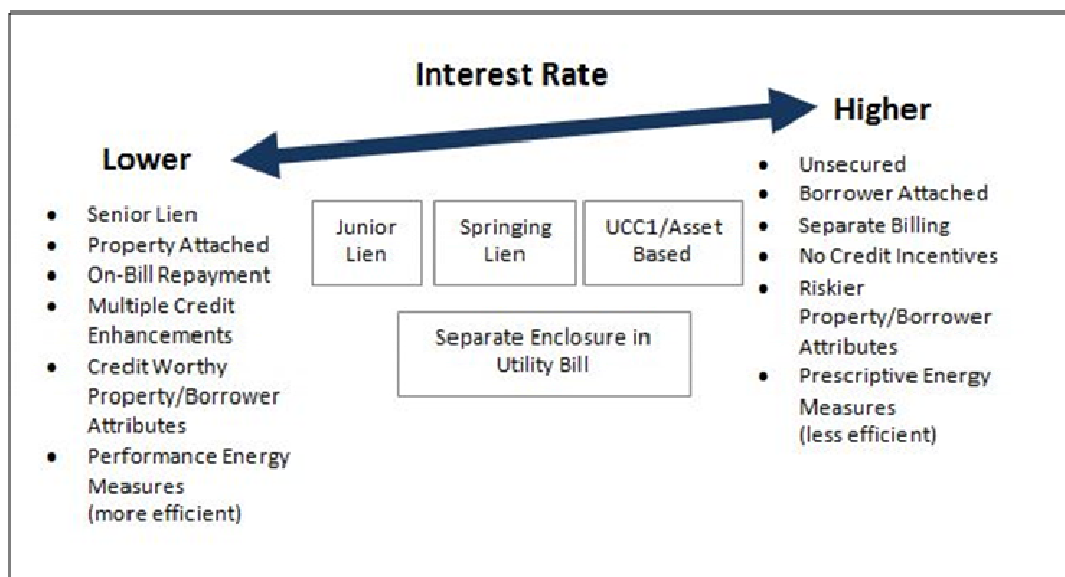 Interest Rate
Lower
Higher
• Senior Lien
• Property Attached
• On-Bill Repayment
• Multiple Credit
Enhancements
• Credit Worthy
Property/Borrower
Attributes
• Performance Energy
Measures
(more efficient)
Junior
Lien
Springing
Lien
UCC1/Asset
Based
Separate Enclosure in
Utility Bill
• Unsecured
• Borrower Attached
• Separate Billing
• No Credit Incentives
• Riskier
Property/Borrower
Attributes
• Prescriptive Energy
Measures
(less efficient)